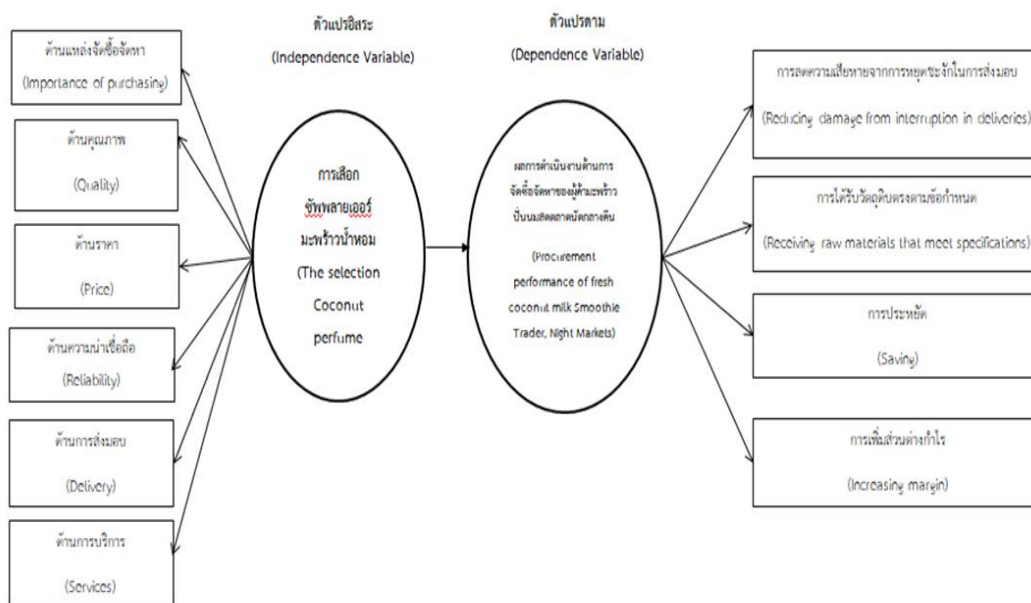 ตัวแปรอิสระ
(Independence Variable)
ตัวแปรตาม
(Dependence Variable)
ด้านแหล่งจัดซื้อจัดหา
(Importance of purchasing)
ด้านคุณภาพ
(Quality)
ด้านราคา
(Price)
ด้านความน่าเชื่อถือ
(Reliability)
ด้านการส่งมอบ
(Delivery)
ด้านการบริการ
(Services)
การเลือก
ซัพพลายเออร์
มะพร้าวน้ำหอม
(The selection
Coconut
perfume
ผลการดำเนินงานด้านการ
จัดซื้อจัดหาของผู้ค้ามะพร้าว
ปั่นนมสดตลาดนัดกลางคืน
(Procurement
performance of fresh
coconut milk Smoothie
Trader, Night Markets)
การลดความเสียหายจากการหยุดชะงักในการส่งมอบ
(Reducing damage from interruption in deliveries)
การได้รับวัตถุดิบตรงตามข้อกำหนด
(Receiving raw materials that meet specifications)
การประหยัด
(Saving)
การเพิ่มส่วนต่างกำไร
(Increasing margin)